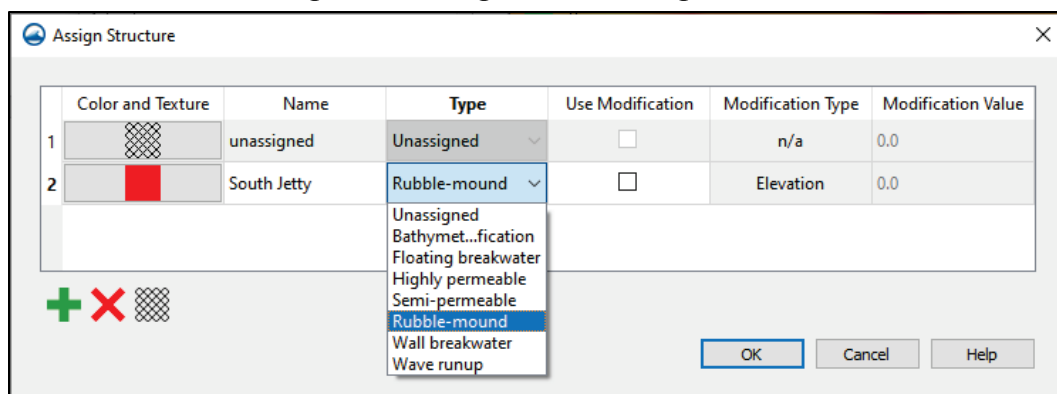 Assign Structure
Color and Texture Name Type Use Modification Modification Type Modification Value
1 unassigned Unassigned n/a 0.0
2 South Jetty Rubble-mound Elevation 0.0
Unassigned
Bathymet...fication
Floating breakwater
Highly permeable
Semi-permeable
Rubble-mound
Wall breakwater
Wave runup
OK Cancel Help